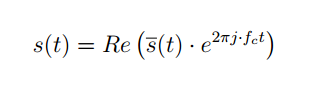 s(t) = Re (s̅(t) · e^{2πj·f_c t})